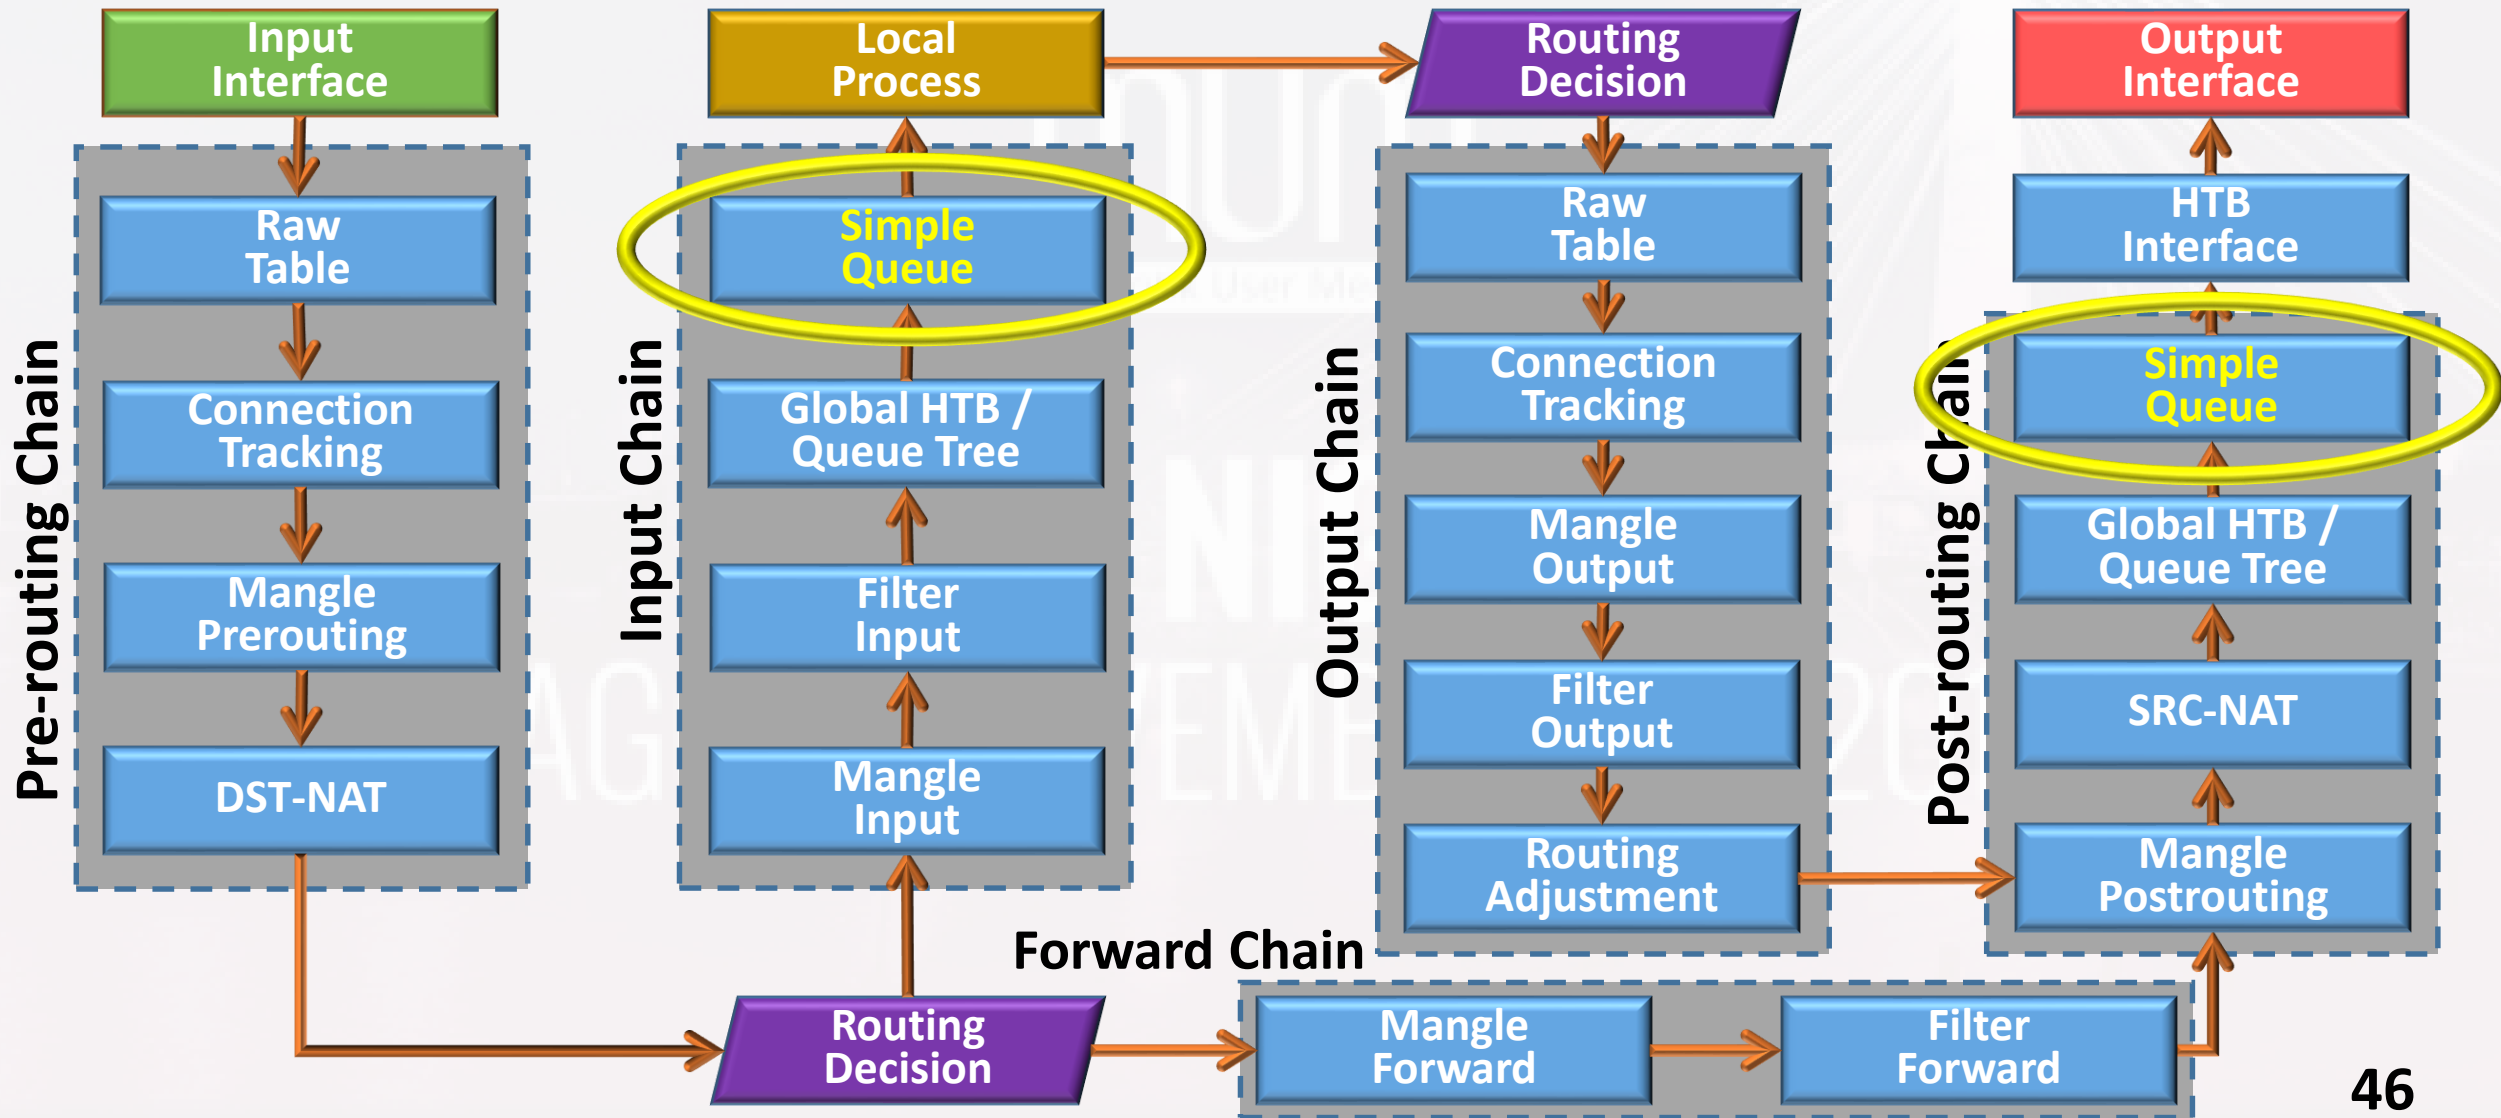 Input
Interface
Local
Process
Routing
Decision
Output
Interface
Pre-routing Chain
Raw
Table
Connection
Tracking
Mangle
Prerouting
DST-NAT
Input Chain
Simple
Queue
Global HTB /
Queue Tree
Filter
Input
Mangle
Input
Output Chain
Raw
Table
Connection
Tracking
Mangle
Output
Filter
Output
Routing
Adjustment
Post-routing Chain
HTB
Interface
Simple
Queue
Global HTB /
Queue Tree
SRC-NAT
Mangle
Postrouting
Forward Chain
Routing
Decision
Mangle
Forward
Filter
Forward
46